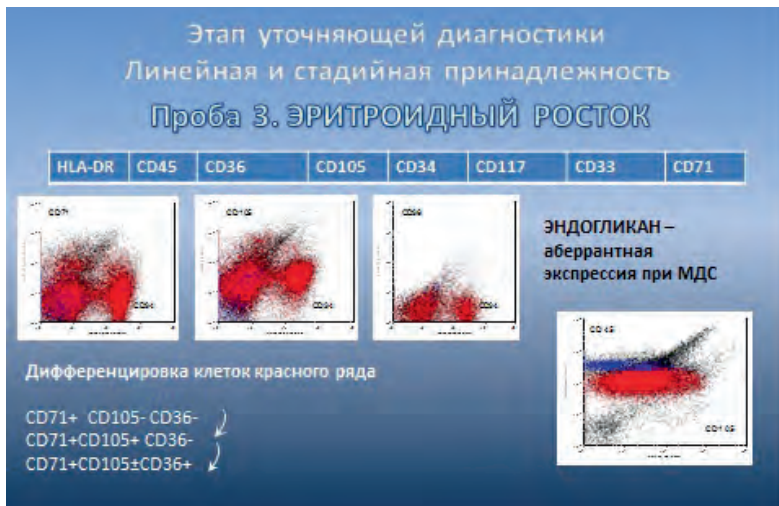 Этап уточняющей диагностики
Линейная и стадийная принадлежность
Проба 3. ЭРИТРОИДНЫЙ РОСТОК
HLA-DR CD45 CD36 CD105 CD34 CD117 CD33 CD71
CD71
CD34
CD105
CD34
CD36
CD34
ЭНДОГЛИКАН –
аберрантная
экспрессия при МДС
CD45
CD105
Дифференцировка клеток красного ряда
CD71+ CD105- CD36-
CD71+CD105+ CD36-
CD71+CD105±CD36+